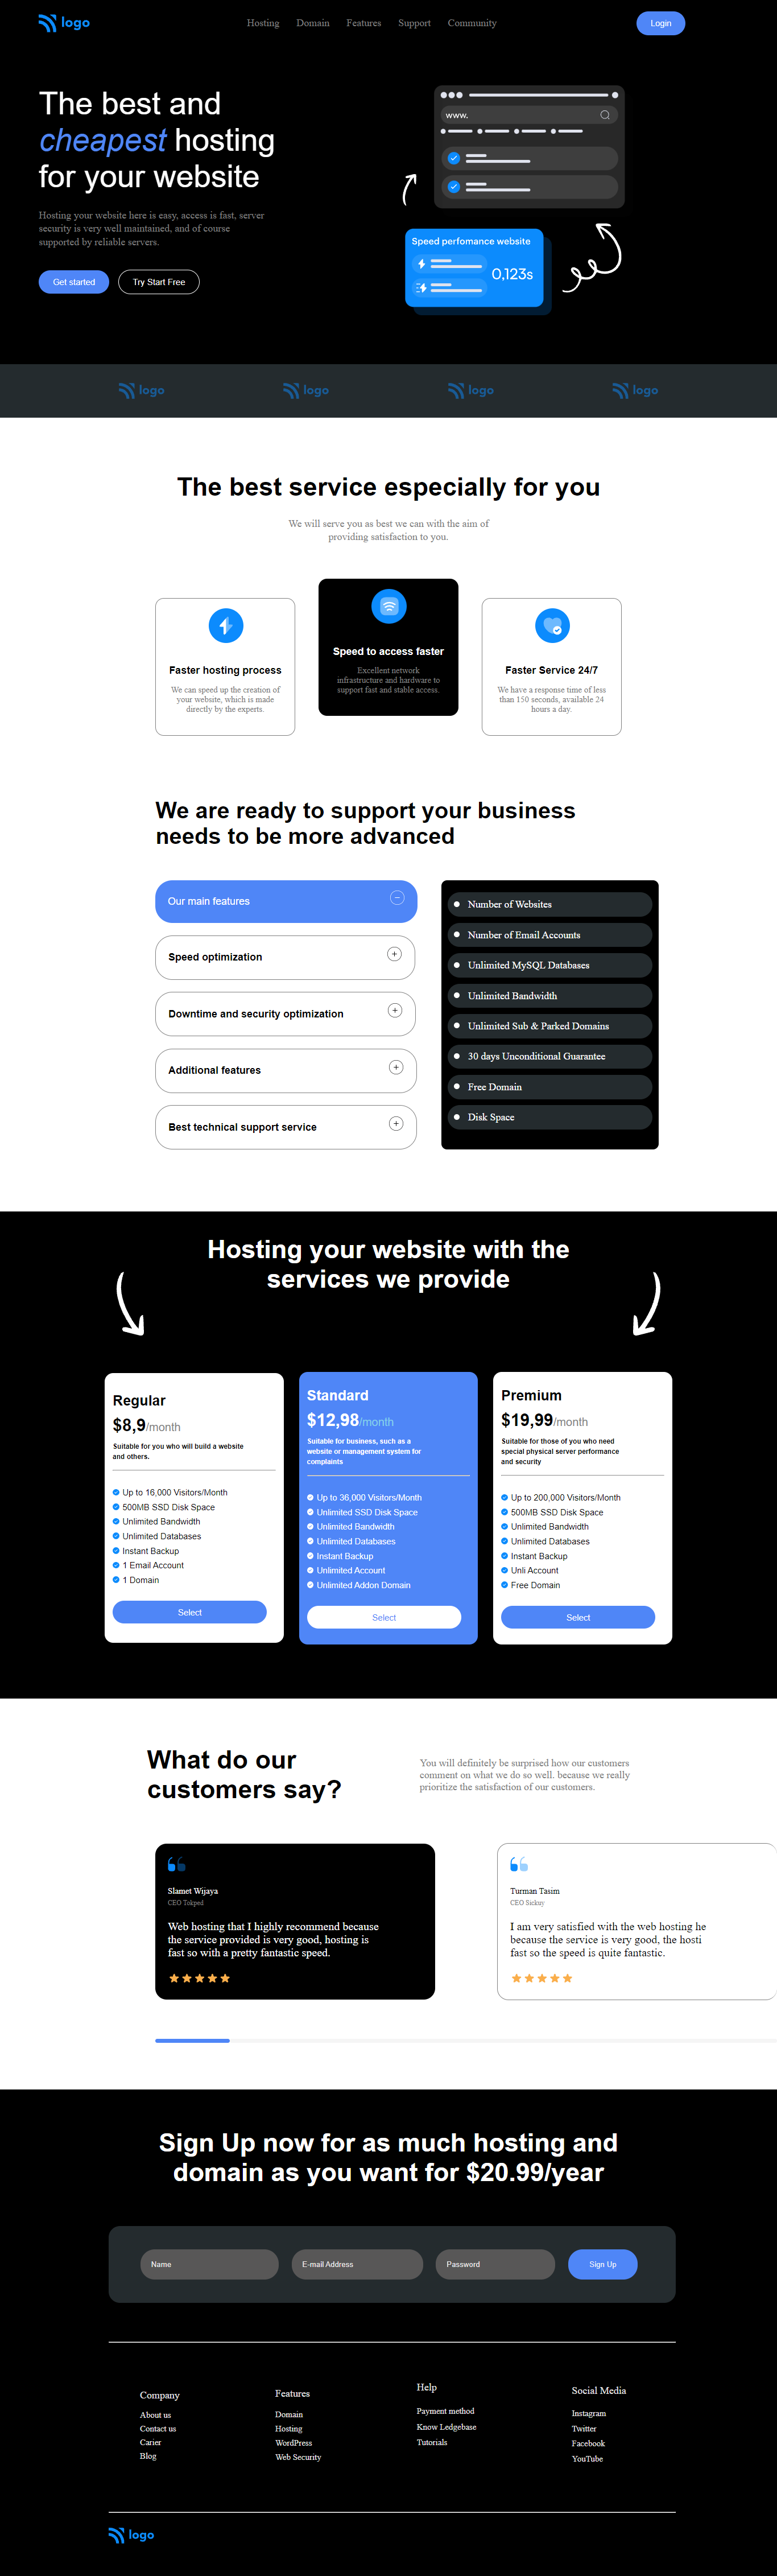 logo
Hosting Domain Features Support Community
Login
The best and
cheapest hosting
for your website
Hosting your website here is easy, access is fast, server
security is very well maintained, and of course
supported by reliable servers.
Get started
Try Start Free
www.
Speed perfomance website
0,123s
logo
logo
logo
logo
The best service especially for you
We will serve you as best we can with the aim of
providing satisfaction to you.
Faster hosting process
We can speed up the creation of
your website, which is made
directly by the experts.
Speed to access faster
Excellent network
infrastructure and hardware to
support fast and stable access.
Faster Service 24/7
We have a response time of less
than 150 seconds, available 24
hours a day.
We are ready to support your business
needs to be more advanced
Our main features
Speed optimization
Downtime and security optimization
Additional features
Best technical support service
Number of Websites
Number of Email Accounts
Unlimited MySQL Databases
Unlimited Bandwidth
Unlimited Sub & Parked Domains
30 days Unconditional Guarantee
Free Domain
Disk Space
Hosting your website with the
services we provide
Regular
$8,9/month
Suitable for you who will build a website
and others.
Up to 16,000 Visitors/Month
500MB SSD Disk Space
Unlimited Bandwidth
Unlimited Databases
Instant Backup
1 Email Account
1 Domain
Select
Standard
$12,98/month
Suitable for business, such as a
website or management system for
complaints
Up to 36,000 Visitors/Month
Unlimited SSD Disk Space
Unlimited Bandwidth
Unlimited Databases
Instant Backup
Unlimited Account
Unlimited Addon Domain
Select
Premium
$19,99/month
Suitable for those of you who need
special physical server performance
and security
Up to 200,000 Visitors/Month
500MB SSD Disk Space
Unlimited Bandwidth
Unlimited Databases
Instant Backup
Unli Account
Free Domain
Select
What do our
customers say?
You will definitely be surprised how our customers
comment on what we do so well. because we really
prioritize the satisfaction of our customers.
Slamet Wijaya
CEO Tokped
Web hosting that I highly recommend because
the service provided is very good, hosting is
fast so with a pretty fantastic speed.
Turman Tasim
CEO Sickuy
I am very satisfied with the web hosting he
because the service is very good, the hosti
fast so the speed is quite fantastic.
Sign Up now for as much hosting and
domain as you want for $20.99/year
Name
E-mail Address
Password
Sign Up
Company
About us
Contact us
Carier
Blog
Features
Domain
Hosting
WordPress
Web Security
Help
Payment method
Know Ledgebase
Tutorials
Social Media
Instagram
Twitter
Facebook
YouTube
logo